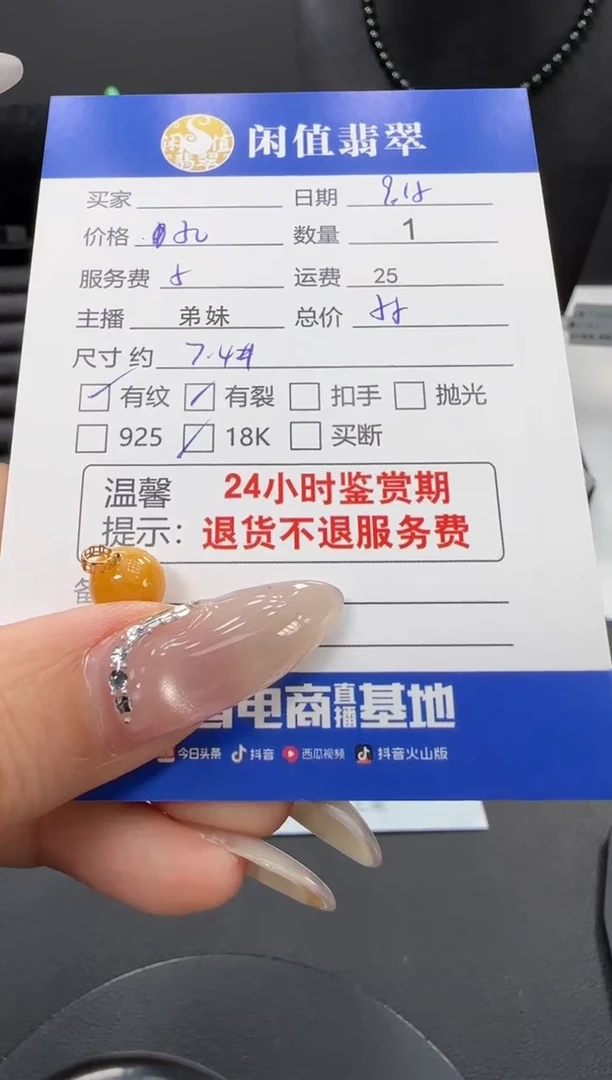 闲值翡翠
闲值翡翠
买家 日期
价格 数量 1
服务费 运费 25
主播 弟妹 总价
尺寸 约 7.4
有纹 有裂 扣手 抛光
925 18K 买断
温馨提示： 24小时鉴赏期
退货不退服务费
电商直播基地
今日头条 抖音 西瓜视频 抖音火山版